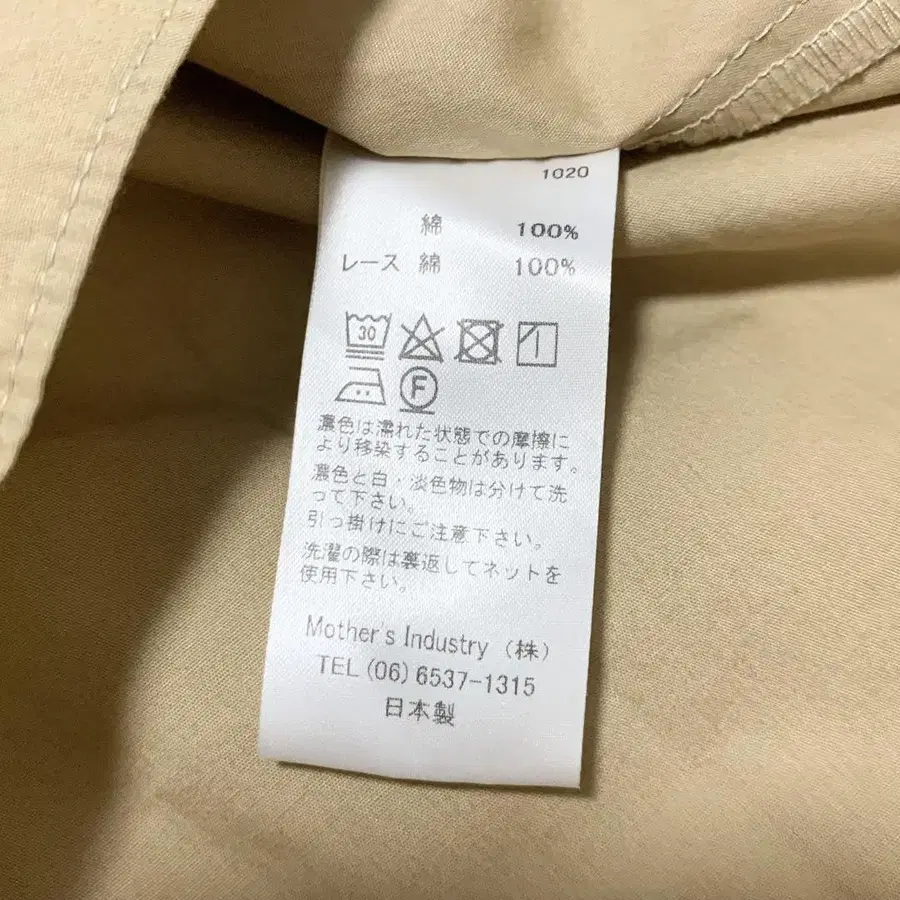 1020
綿 100%
レース 綿 100%
30
F
濃色は濡れた状態での摩擦に
より移染することがあります。
濃色と白・淡色物は分けて洗
って下さい。
引っ掛けにご注意下さい。
洗濯の際は裏返してネットを
使用下さい。
Mother's Industry (株)
TEL (06) 6537-1315
日本製